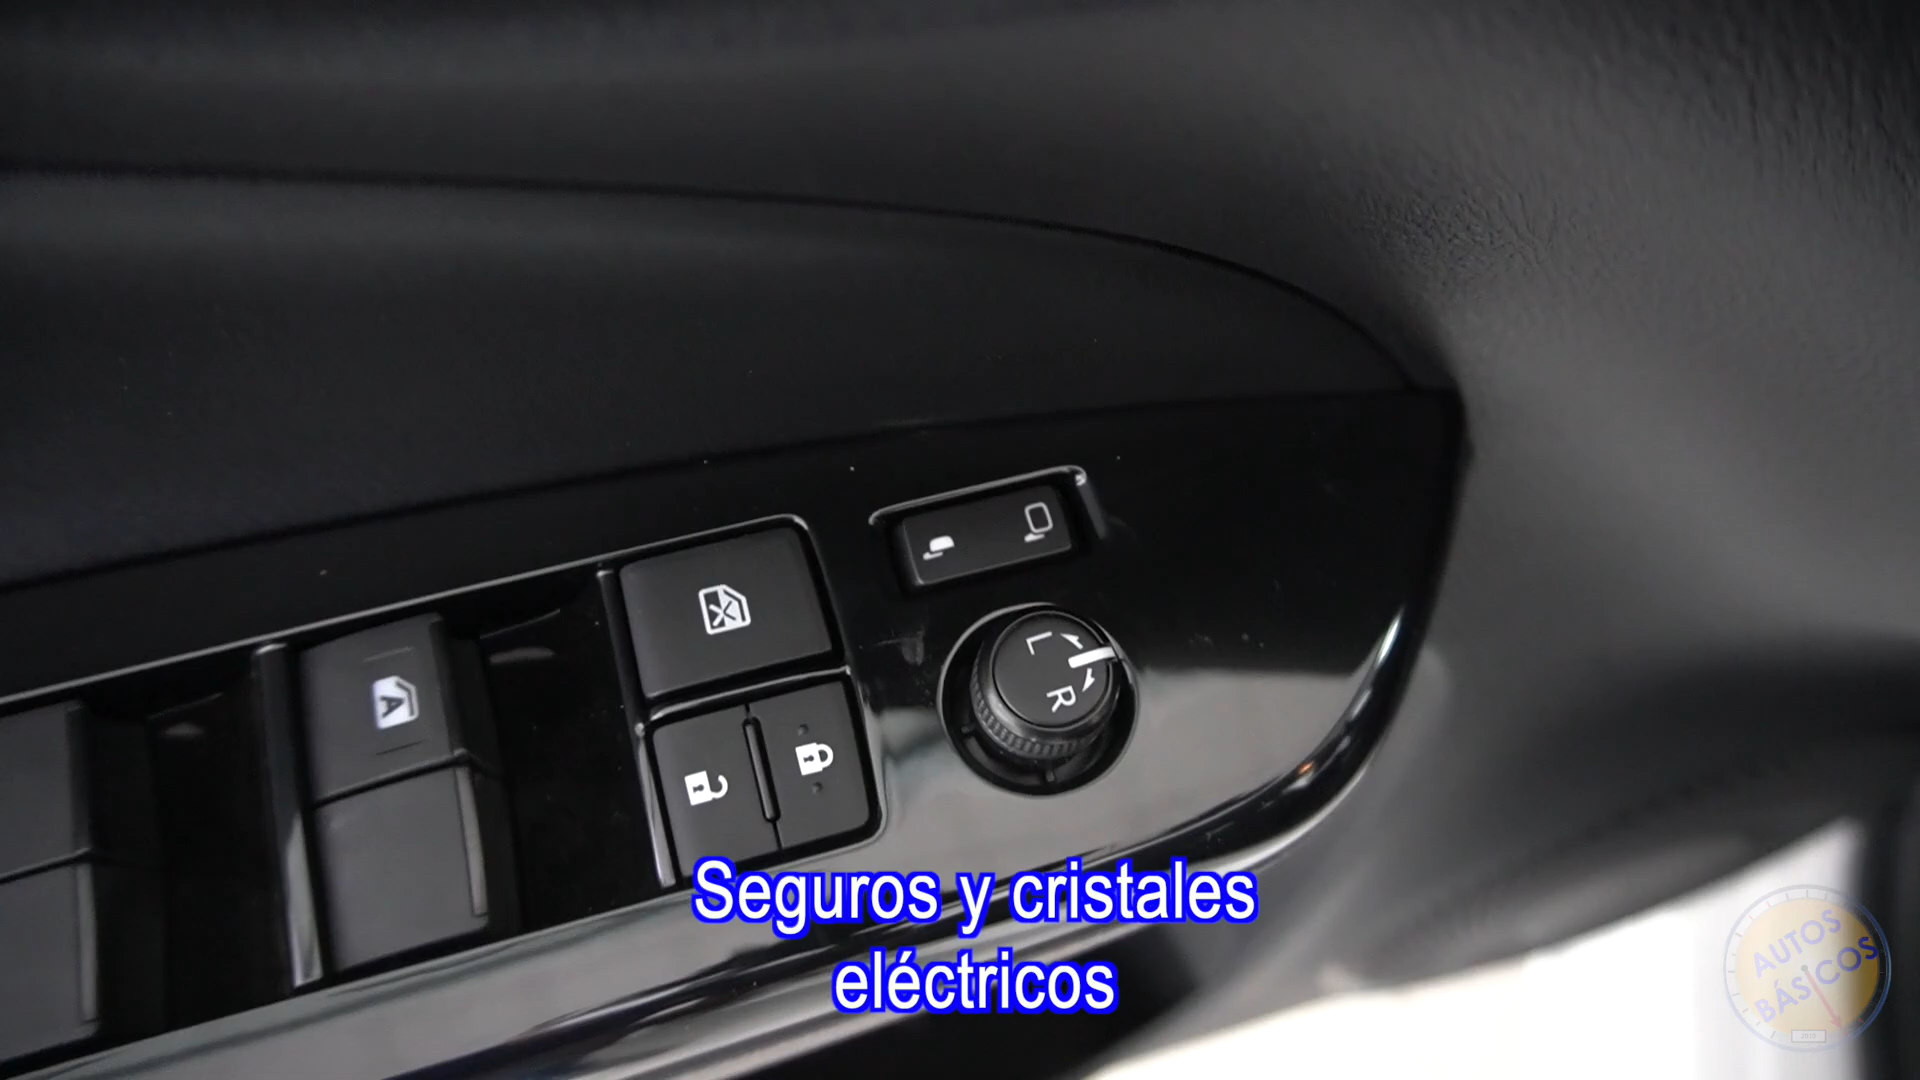 L
R
A
Seguros y cristales
eléctricos
AUTOS
BÁSICOS